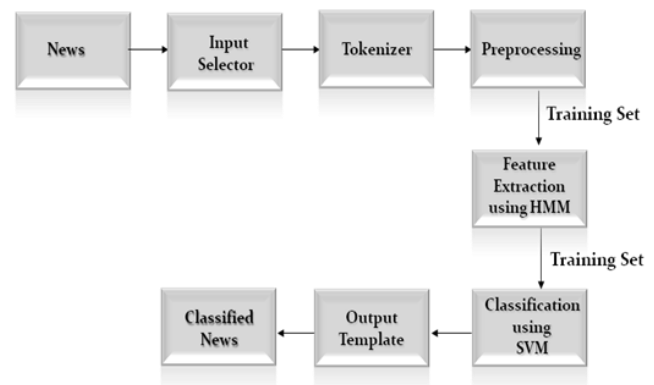 News
Input
Selector
Tokenizer
Preprocessing
Training Set
Feature
Extraction
using HMM
Training Set
Classification
using
SVM
Output
Template
Classified
News